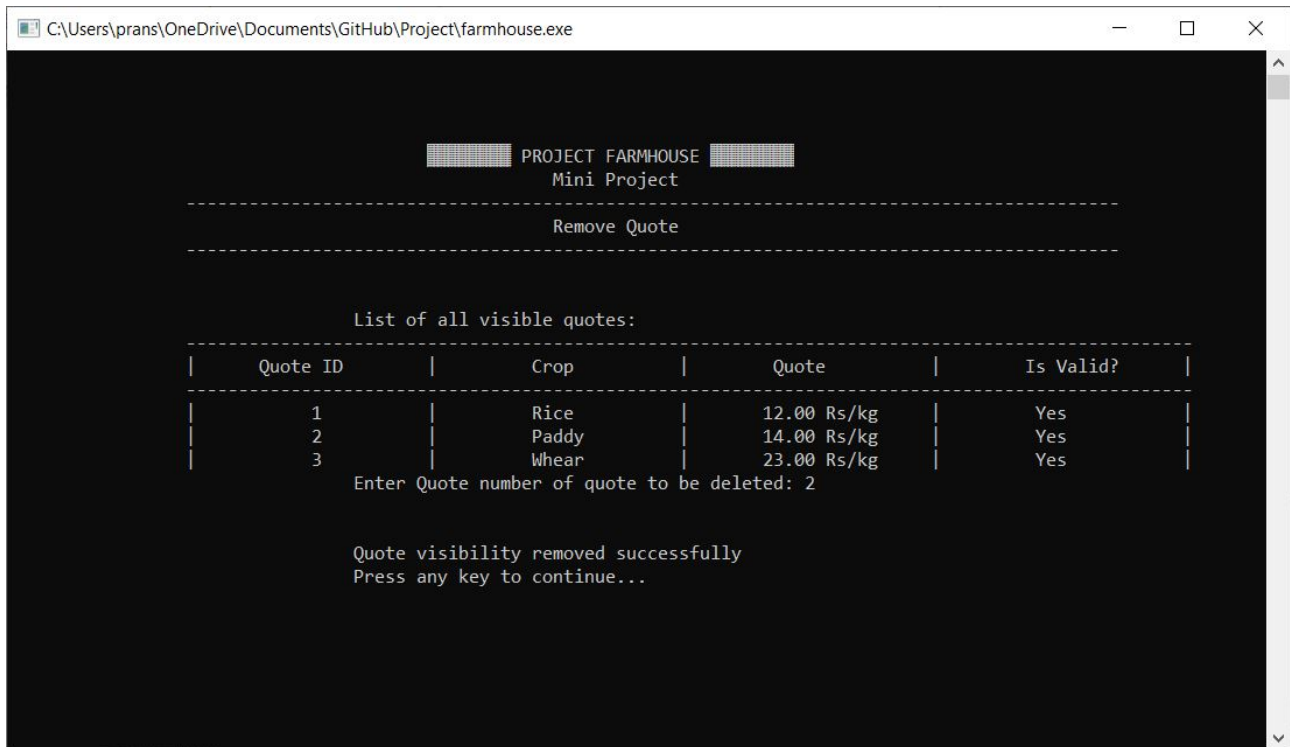 C:\Users\prans\OneDrive\Documents\GitHub\Project\farmhouse.exe
PROJECT FARMHOUSE
Mini Project
Remove Quote
List of all visible quotes:
| Quote ID | Crop | Quote | Is Valid? |
| 1 | Rice | 12.00 Rs/kg | Yes |
| 2 | Paddy | 14.00 Rs/kg | Yes |
| 3 | Whear | 23.00 Rs/kg | Yes |
Enter Quote number of quote to be deleted: 2
Quote visibility removed successfully
Press any key to continue...